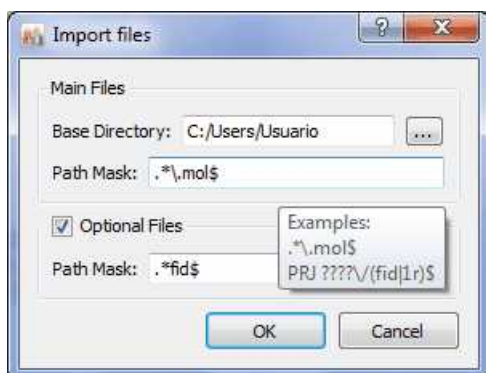 Import files
Main Files
Base Directory: C:/Users/Usuario ...
Path Mask: .*\.mol$
Optional Files
Path Mask: .*fid$
Examples:
.*\.mol$
PRJ ????\/(fid|1r)$
OK Cancel